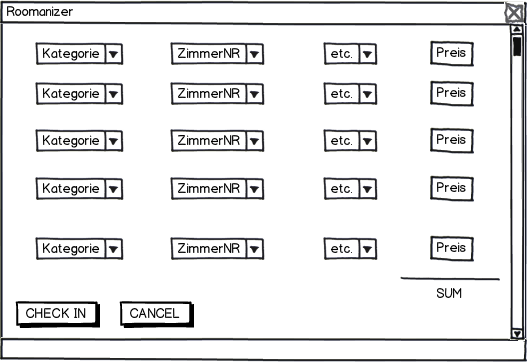 Roomanizer
Kategorie ZimmerNR etc. Preis
Kategorie ZimmerNR etc. Preis
Kategorie ZimmerNR etc. Preis
Kategorie ZimmerNR etc. Preis
Kategorie ZimmerNR etc. Preis
SUM
CHECK IN CANCEL